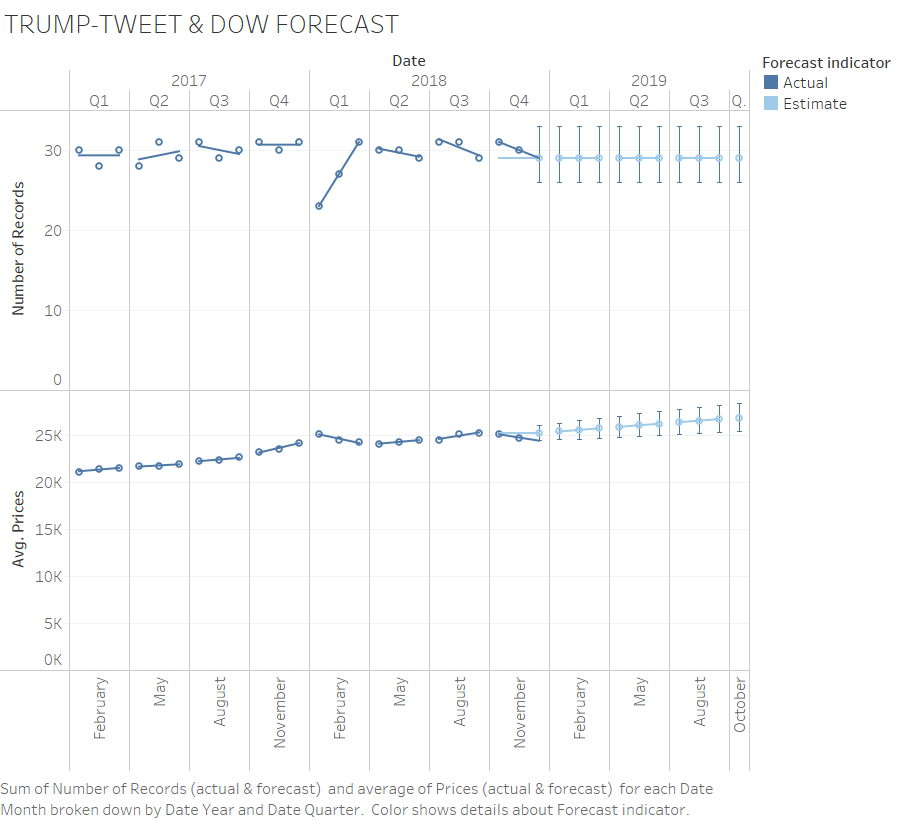 TRUMP-TWEET & DOW FORECAST
Date
2017 2018 2019
Q1 Q2 Q3 Q4 Q1 Q2 Q3 Q4 Q1 Q2 Q3 Q.
Forecast indicator
Actual
Estimate
Number of Records
30
20
10
0
Avg. Prices
25K
20K
15K
10K
5K
0K
February May August November February May August November February May August October
Sum of Number of Records (actual & forecast)  and average of Prices (actual & forecast)  for each Date
Month broken down by Date Year and Date Quarter.  Color shows details about Forecast indicator.